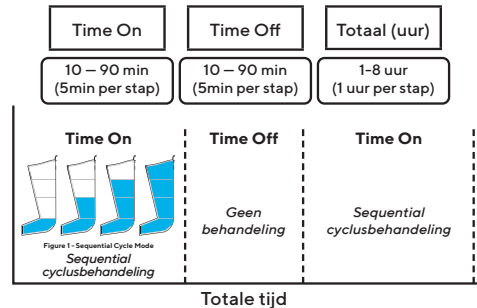 Time On
Time Off
Totaal (uur)
10 – 90 min
(5min per stap)
10 – 90 min
(5min per stap)
1-8 uur
(1 uur per stap)
Time On
Time Off
Time On
Figure 1 - Sequential Cycle Mode
Sequential
cyclusbehandeling
Geen
behandeling
Sequential
cyclusbehandeling
Totale tijd